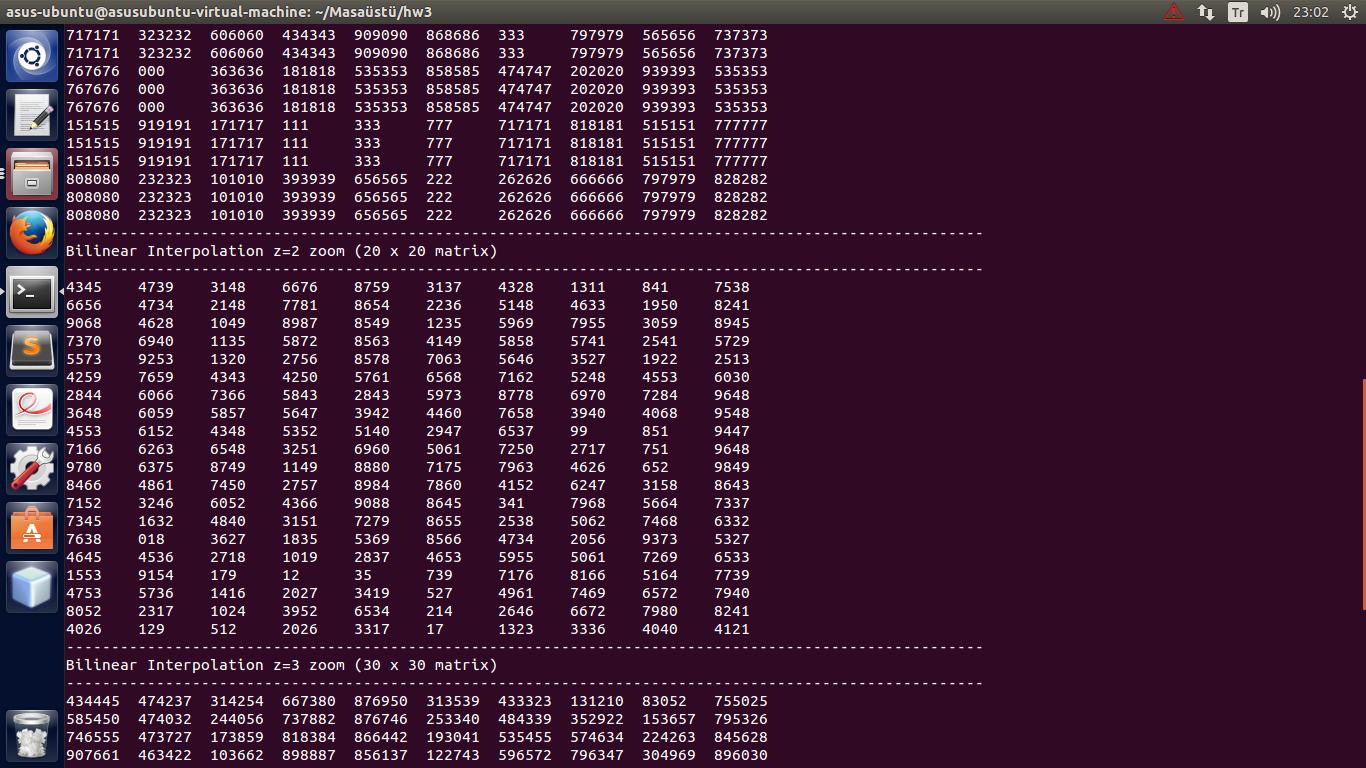 asus-ubuntu@asusubuntu-virtual-machine: ~/Masaüstü/hw3 Tr 23:02
717171 323232 606060 434343 909090 868686 333 797979 565656 737373
717171 323232 606060 434343 909090 868686 333 797979 565656 737373
767676 000 363636 181818 535353 858585 474747 202020 939393 535353
767676 000 363636 181818 535353 858585 474747 202020 939393 535353
767676 000 363636 181818 535353 858585 474747 202020 939393 535353
151515 919191 171717 111 333 777 717171 818181 515151 777777
151515 919191 171717 111 333 777 717171 818181 515151 777777
151515 919191 171717 111 333 777 717171 818181 515151 777777
808080 232323 101010 393939 656565 222 262626 666666 797979 828282
808080 232323 101010 393939 656565 222 262626 666666 797979 828282
808080 232323 101010 393939 656565 222 262626 666666 797979 828282
------------------------------------------------------------------------------------------------------
Bilinear Interpolation z=2 zoom (20 x 20 matrix)
------------------------------------------------------------------------------------------------------
4345 4739 3148 6676 8759 3137 4328 1311 841 7538
6656 4734 2148 7781 8654 2236 5148 4633 1950 8241
9068 4628 1049 8987 8549 1235 5969 7955 3059 8945
7370 6940 1135 5872 8563 4149 5858 5741 2541 5729
5573 9253 1320 2756 8578 7063 5646 3527 1922 2513
4259 7659 4343 4250 5761 6568 7162 5248 4553 6030
2844 6066 7366 5843 2843 5973 8778 6970 7284 9648
3648 6059 5857 5647 3942 4460 7658 3940 4068 9548
4553 6152 4348 5352 5140 2947 6537 99 851 9447
7166 6263 6548 3251 6960 5061 7250 2717 751 9648
9780 6375 8749 1149 8880 7175 7963 4626 652 9849
8466 4861 7450 2757 8984 7860 4152 6247 3158 8643
7152 3246 6052 4366 9088 8645 341 7968 5664 7337
7345 1632 4840 3151 7279 8655 2538 5062 7468 6332
7638 018 3627 1835 5369 8566 4734 2056 9373 5327
4645 4536 2718 1019 2837 4653 5955 5061 7269 6533
1553 9154 179 12 35 739 7176 8166 5164 7739
4753 5736 1416 2027 3419 527 4961 7469 6572 7940
8052 2317 1024 3952 6534 214 2646 6672 7980 8241
4026 129 512 2026 3317 17 1323 3336 4040 4121
------------------------------------------------------------------------------------------------------
Bilinear Interpolation z=3 zoom (30 x 30 matrix)
------------------------------------------------------------------------------------------------------
434445 474237 314254 667380 876950 313539 433323 131210 83052 755025
585450 474032 244056 737882 876746 253340 484339 352922 153657 795326
746555 473727 173859 818384 866442 193041 535455 574634 224263 845628
907661 463422 103662 898887 856137 122743 596572 796347 304969 896030